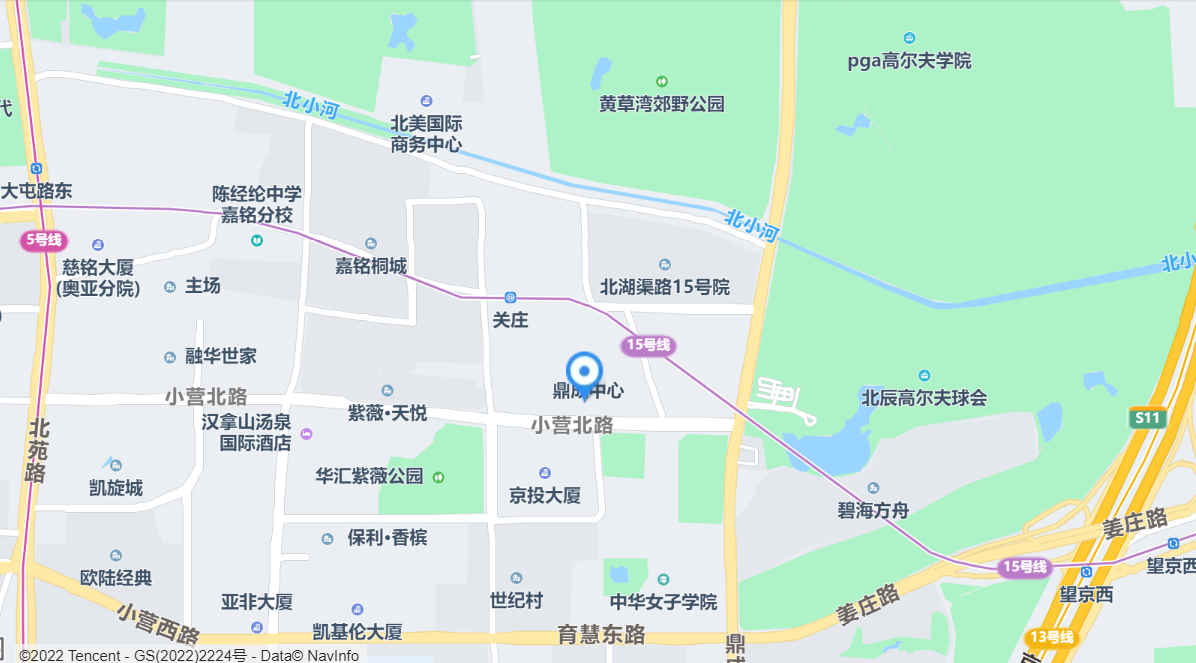 pga高尔夫学院
黄草湾郊野公园
北小河
代
北美国际
商务中心
大屯路东
陈经纶中学
嘉铭分校
北小河
5号线
慈铭大厦
(奥亚分院)
主场
嘉铭桐城
北小
北湖渠路15号院
关庄
15号线
融华世家
小营北路
鼎成中心
北辰高尔夫球会
紫薇·天悦
S11
汉拿山汤泉
国际酒店
小营北路
北苑路
华汇紫薇公园
凯旋城
京投大厦
碧海方舟
姜庄路
保利·香槟
15号线
望京西
欧陆经典
望京西
亚非大厦
世纪村
中华女子学院
姜庄路
小营西路
凯基伦大厦
育慧东路
13号线
鼎成
©2022 Tencent - GS(2022)2224号 - Data© NavInfo